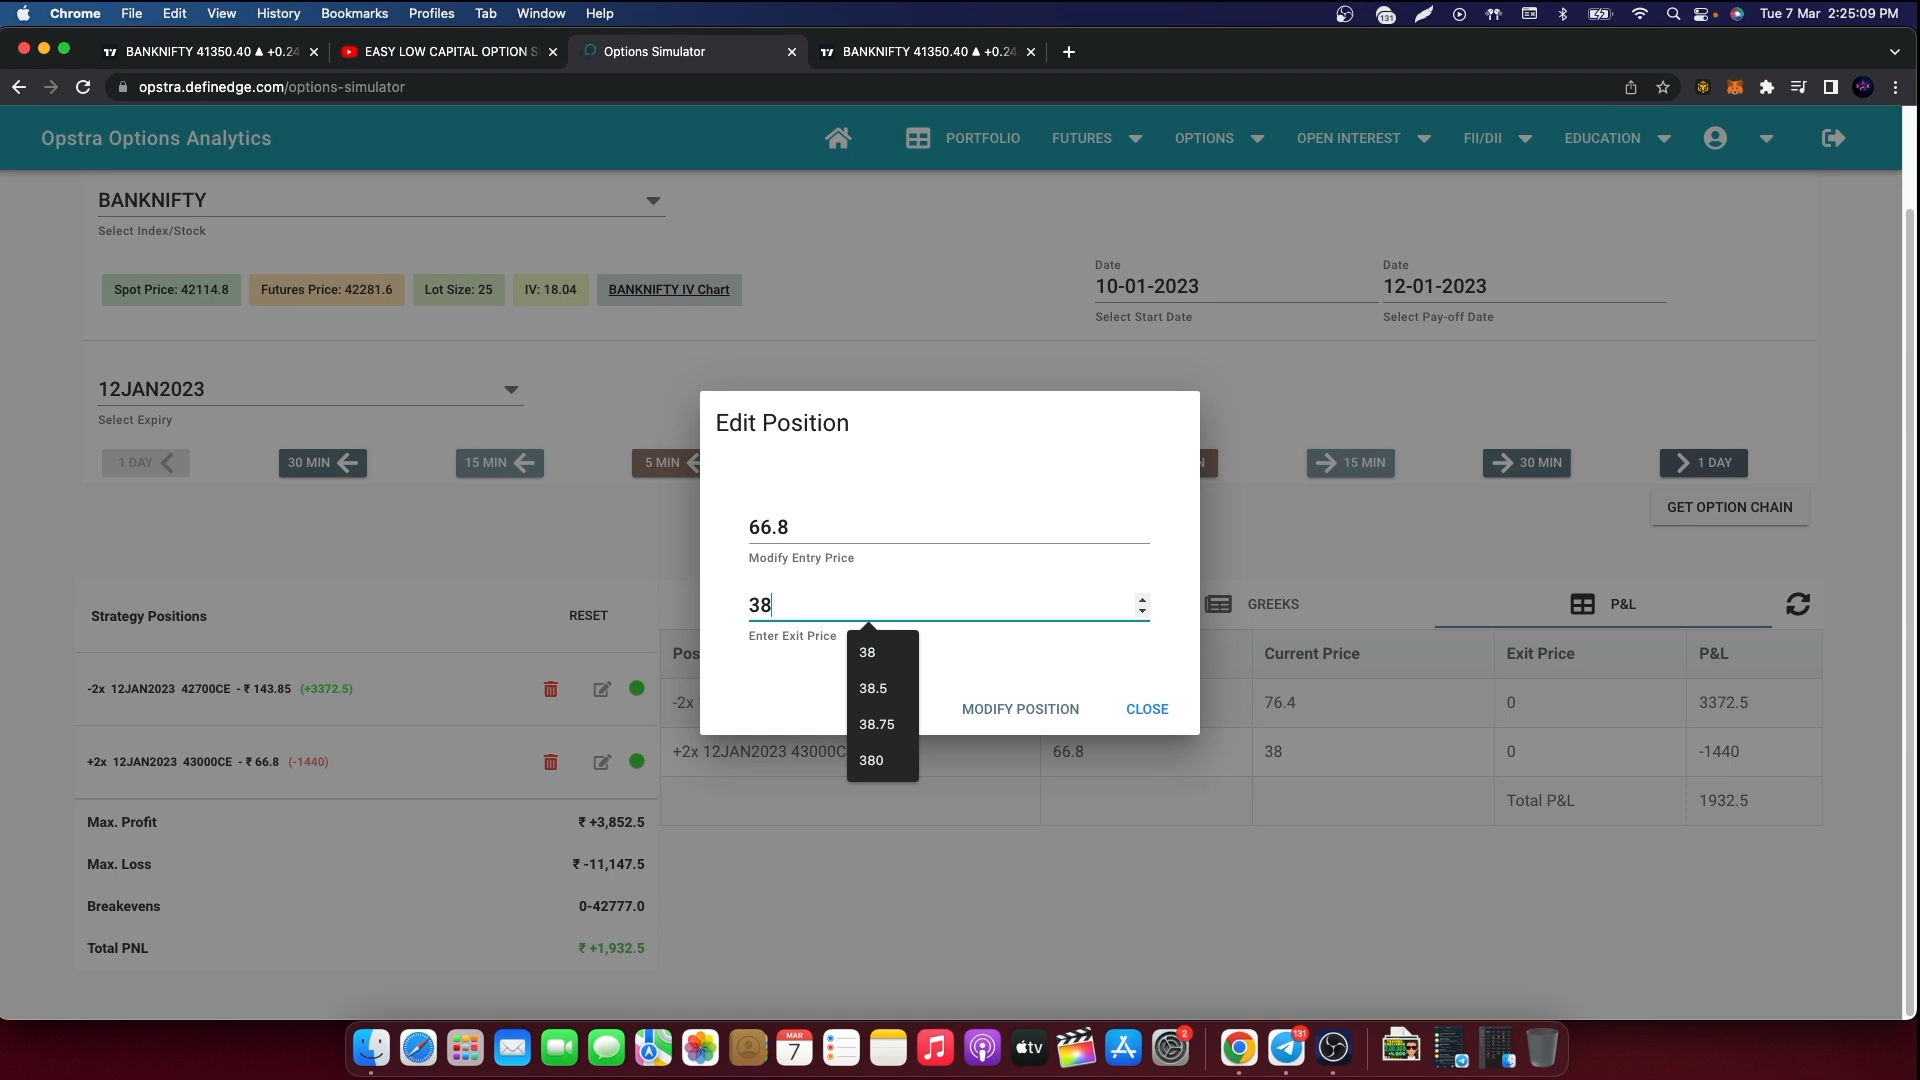 Chrome File Edit View History Bookmarks Profiles Tab Window Help 131 Tue 7 Mar 2:25:09 PM
BANKNIFTY 41350.40 ▲ +0.24 EASY LOW CAPITAL OPTION S Options Simulator BANKNIFTY 41350.40 ▲ +0.24
opstra.definedge.com/options-simulator
Opstra Options Analytics PORTFOLIO FUTURES OPTIONS OPEN INTEREST FII/DII EDUCATION
BANKNIFTY
Select Index/Stock
Spot Price: 42114.8 Futures Price: 42281.6 Lot Size: 25 IV: 18.04 BANKNIFTY IV Chart
Date Date
10-01-2023 12-01-2023
Select Start Date Select Pay-off Date
12JAN2023
Select Expiry
1 DAY 30 MIN 15 MIN 5 MIN N 15 MIN 30 MIN 1 DAY
GET OPTION CHAIN
Edit Position
66.8
Modify Entry Price
38
Enter Exit Price
38
38.5
38.75
380
MODIFY POSITION CLOSE
Strategy Positions RESET GREEKS P&L
Pos Current Price Exit Price P&L
-2x 12JAN2023 42700CE - ₹ 143.85 (+3372.5)
-2x 76.4 0 3372.5
+2x 12JAN2023 43000CE - ₹ 66.8 (-1440)
+2x 12JAN2023 43000C 66.8 38 0 -1440
Total P&L 1932.5
Max. Profit ₹ +3,852.5
Max. Loss ₹ -11,147.5
Breakevens 0-42777.0
Total PNL ₹ +1,932.5
MAR
7
tv
2
131